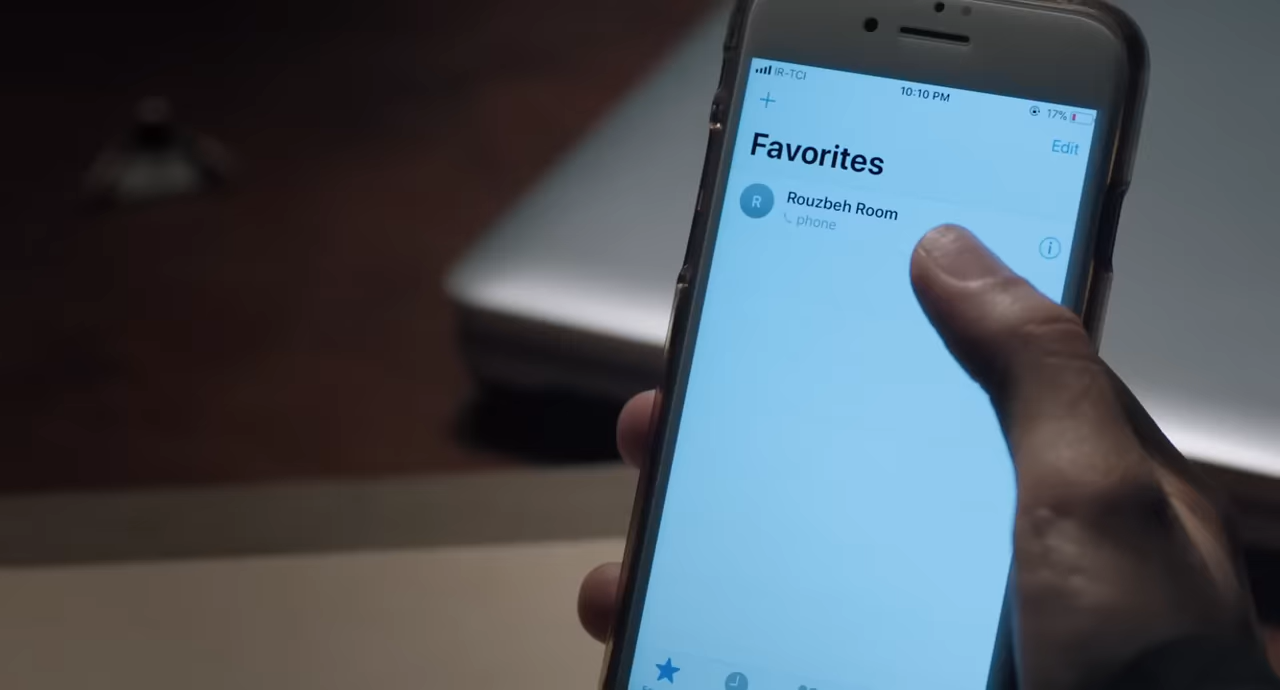 IR-TCI
10:10 PM
17%
+
Edit
Favorites
R
Rouzbeh Room
phone
i